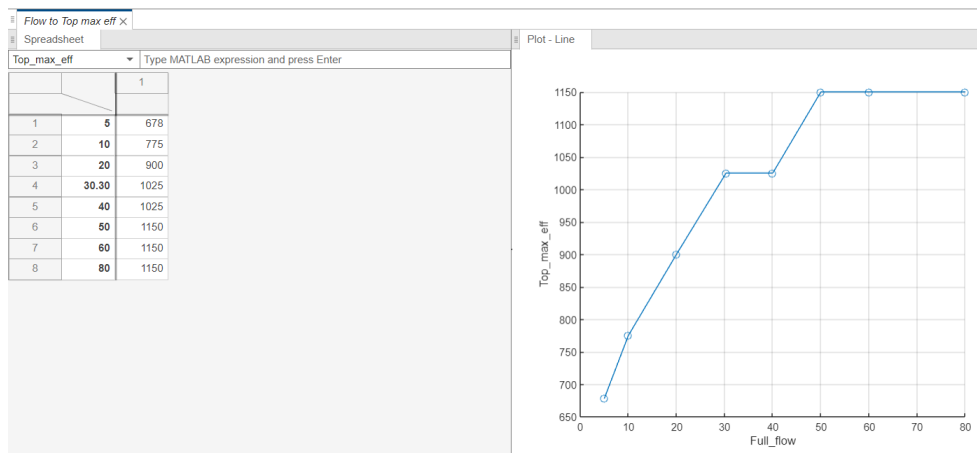 Flow to Top max eff ×
Spreadsheet
Top_max_eff Type MATLAB expression and press Enter
1
1 5 678
2 10 775
3 20 900
4 30.30 1025
5 40 1025
6 50 1150
7 60 1150
8 80 1150
Plot - Line
1150
1100
1050
1000
950
900
850
800
750
700
650
Top_max_eff
0 10 20 30 40 50 60 70 80
Full_flow